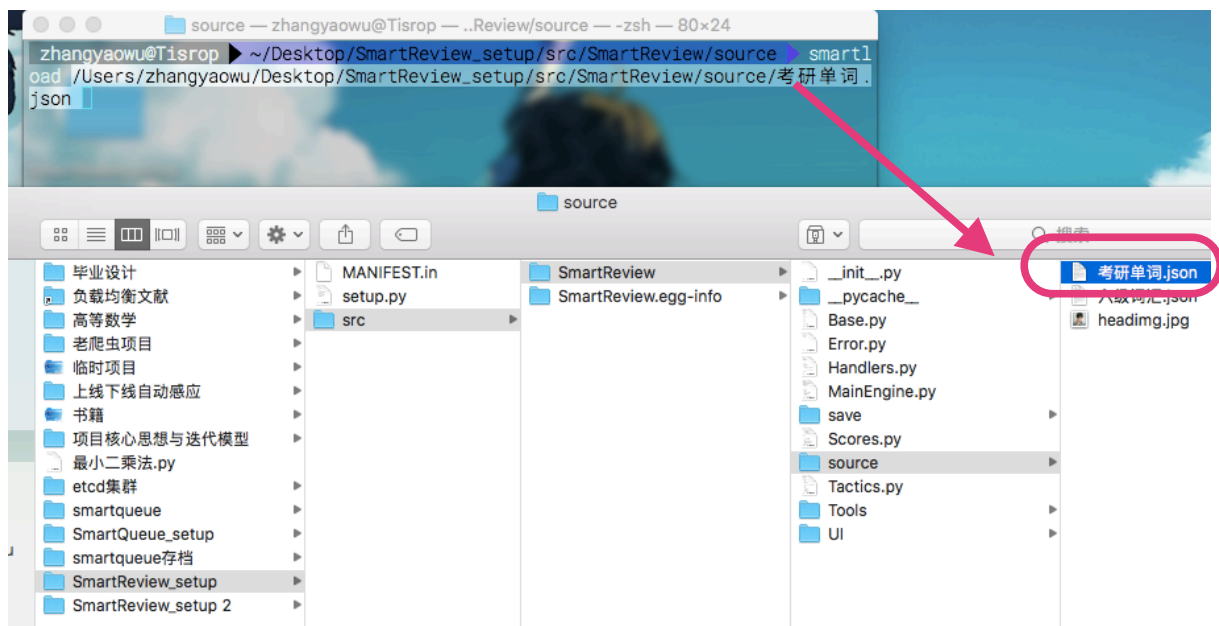 source — zhangyaowu@Tisrop — ..Review/source — -zsh — 80×24
zhangyaowu@Tisrop ~/Desktop/SmartReview_setup/src/SmartReview/source smartl
oad /Users/zhangyaowu/Desktop/SmartReview_setup/src/SmartReview/source/考研单词.
json
source
搜索
毕业设计
负载均衡文献
高等数学
老爬虫项目
临时项目
上线下线自动感应
书籍
项目核心思想与迭代模型
最小二乘法.py
etcd集群
smartqueue
SmartQueue_setup
smartqueue存档
SmartReview_setup
SmartReview_setup 2
MANIFEST.in
setup.py
src
SmartReview
SmartReview.egg-info
__init__.py
__pycache__
Base.py
Error.py
Handlers.py
MainEngine.py
save
Scores.py
source
Tactics.py
Tools
UI
考研单词.json
六级词汇.json
headimg.jpg